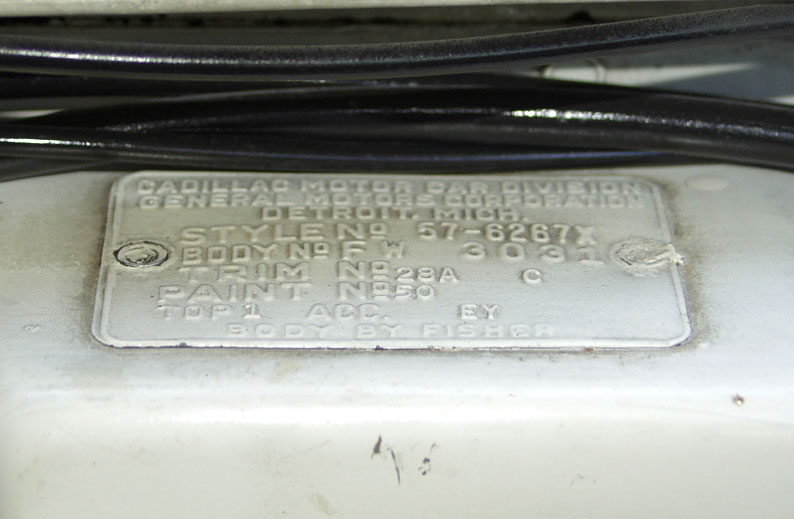 CADILLAC MOTOR CAR DIVISION
GENERAL MOTORS CORPORATION
DETROIT, MICH.
STYLE No 57-6267X
BODY No FW 3031
TRIM No 28A C
PAINT No 50
TOP 1 ACC. EY
BODY BY FISHER